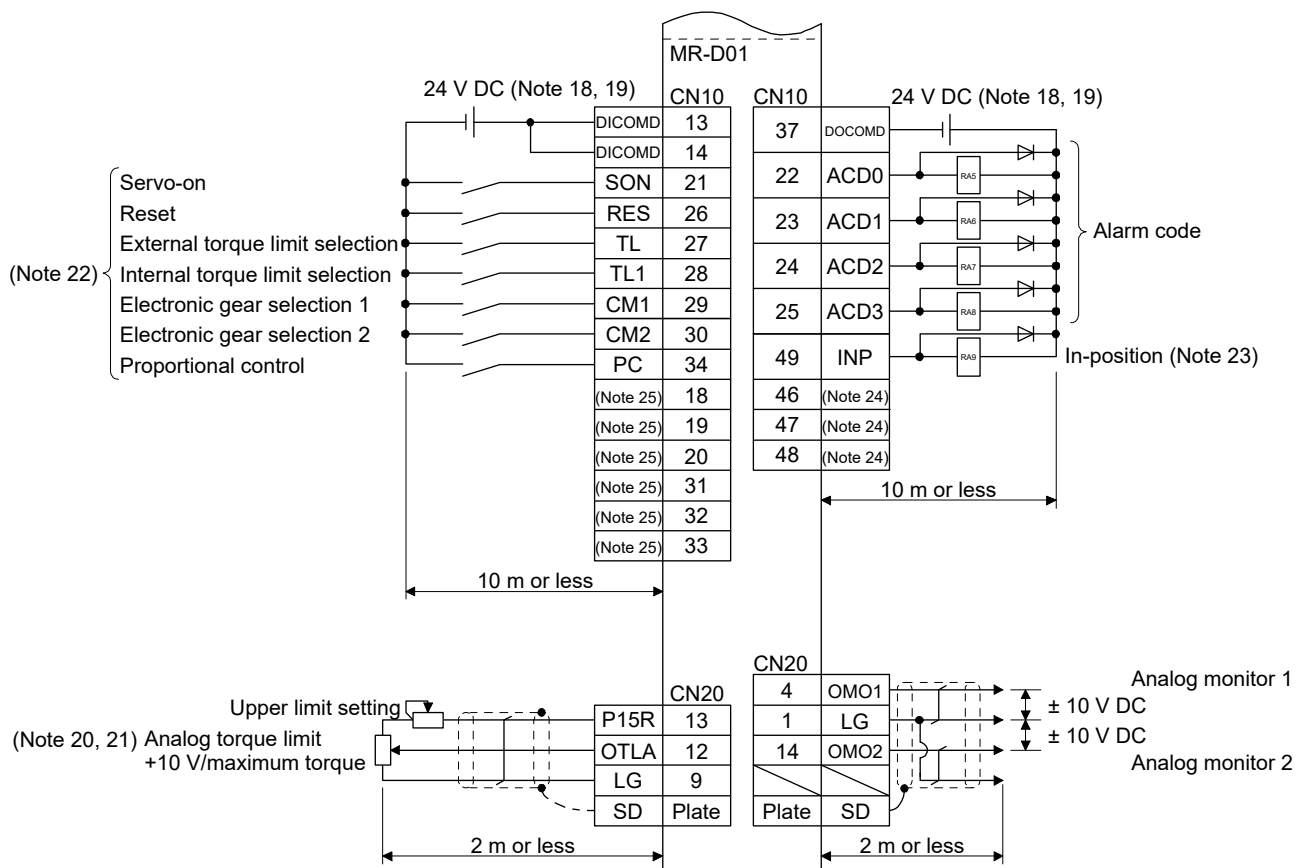 MR-D01
24 V DC (Note 18, 19)
CN10
CN10
24 V DC (Note 18, 19)
DICOMD 13
DICOMD 14
Servo-on SON 21
Reset RES 26
External torque limit selection TL 27
(Note 22) Internal torque limit selection TL1 28
Electronic gear selection 1 CM1 29
Electronic gear selection 2 CM2 30
Proportional control PC 34
(Note 25) 18
(Note 25) 19
(Note 25) 20
(Note 25) 31
(Note 25) 32
(Note 25) 33
10 m or less
37 DOCOMD
22 ACD0 RA5
23 ACD1 RA6
Alarm code
24 ACD2 RA7
25 ACD3 RA8
49 INP RA9 In-position (Note 23)
46 (Note 24)
47 (Note 24)
48 (Note 24)
10 m or less
CN20
Upper limit setting
P15R 13
(Note 20, 21) Analog torque limit
+10 V/maximum torque
OTLA 12
LG 9
SD Plate
2 m or less
CN20
4 OMO1 Analog monitor 1
± 10 V DC
1 LG
± 10 V DC
14 OMO2 Analog monitor 2
Plate SD
2 m or less